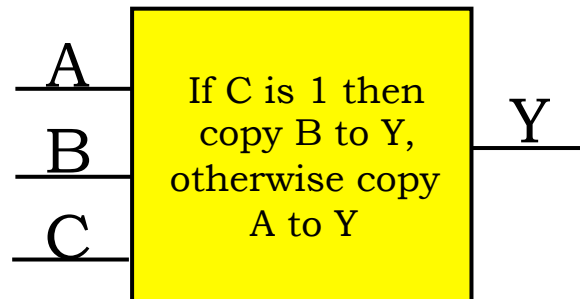 A
B
C
If C is 1 then
copy B to Y,
otherwise copy
A to Y
Y